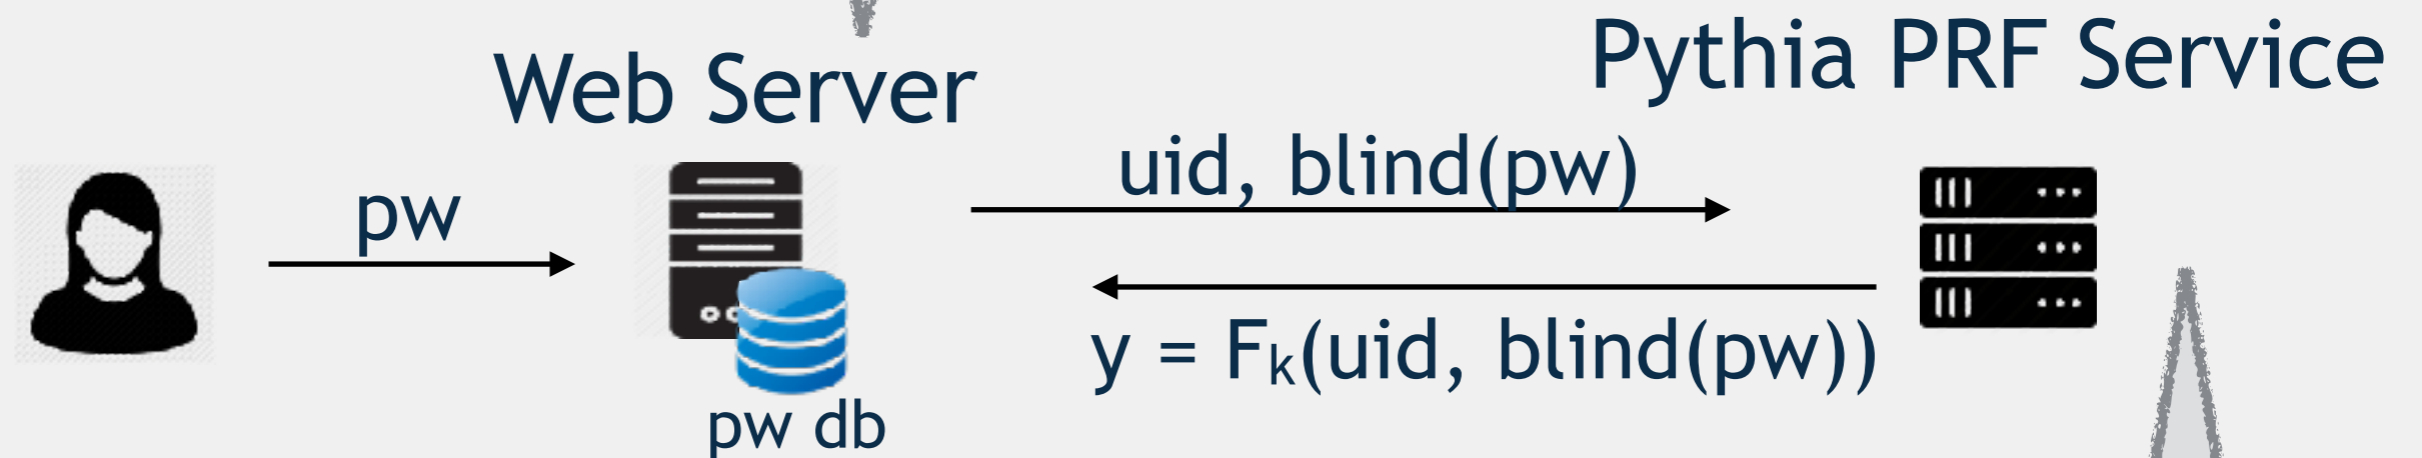 Pythia PRF Service
Web Server
uid, blind(pw)
pw
y = Fₖ(uid, blind(pw))
pw db